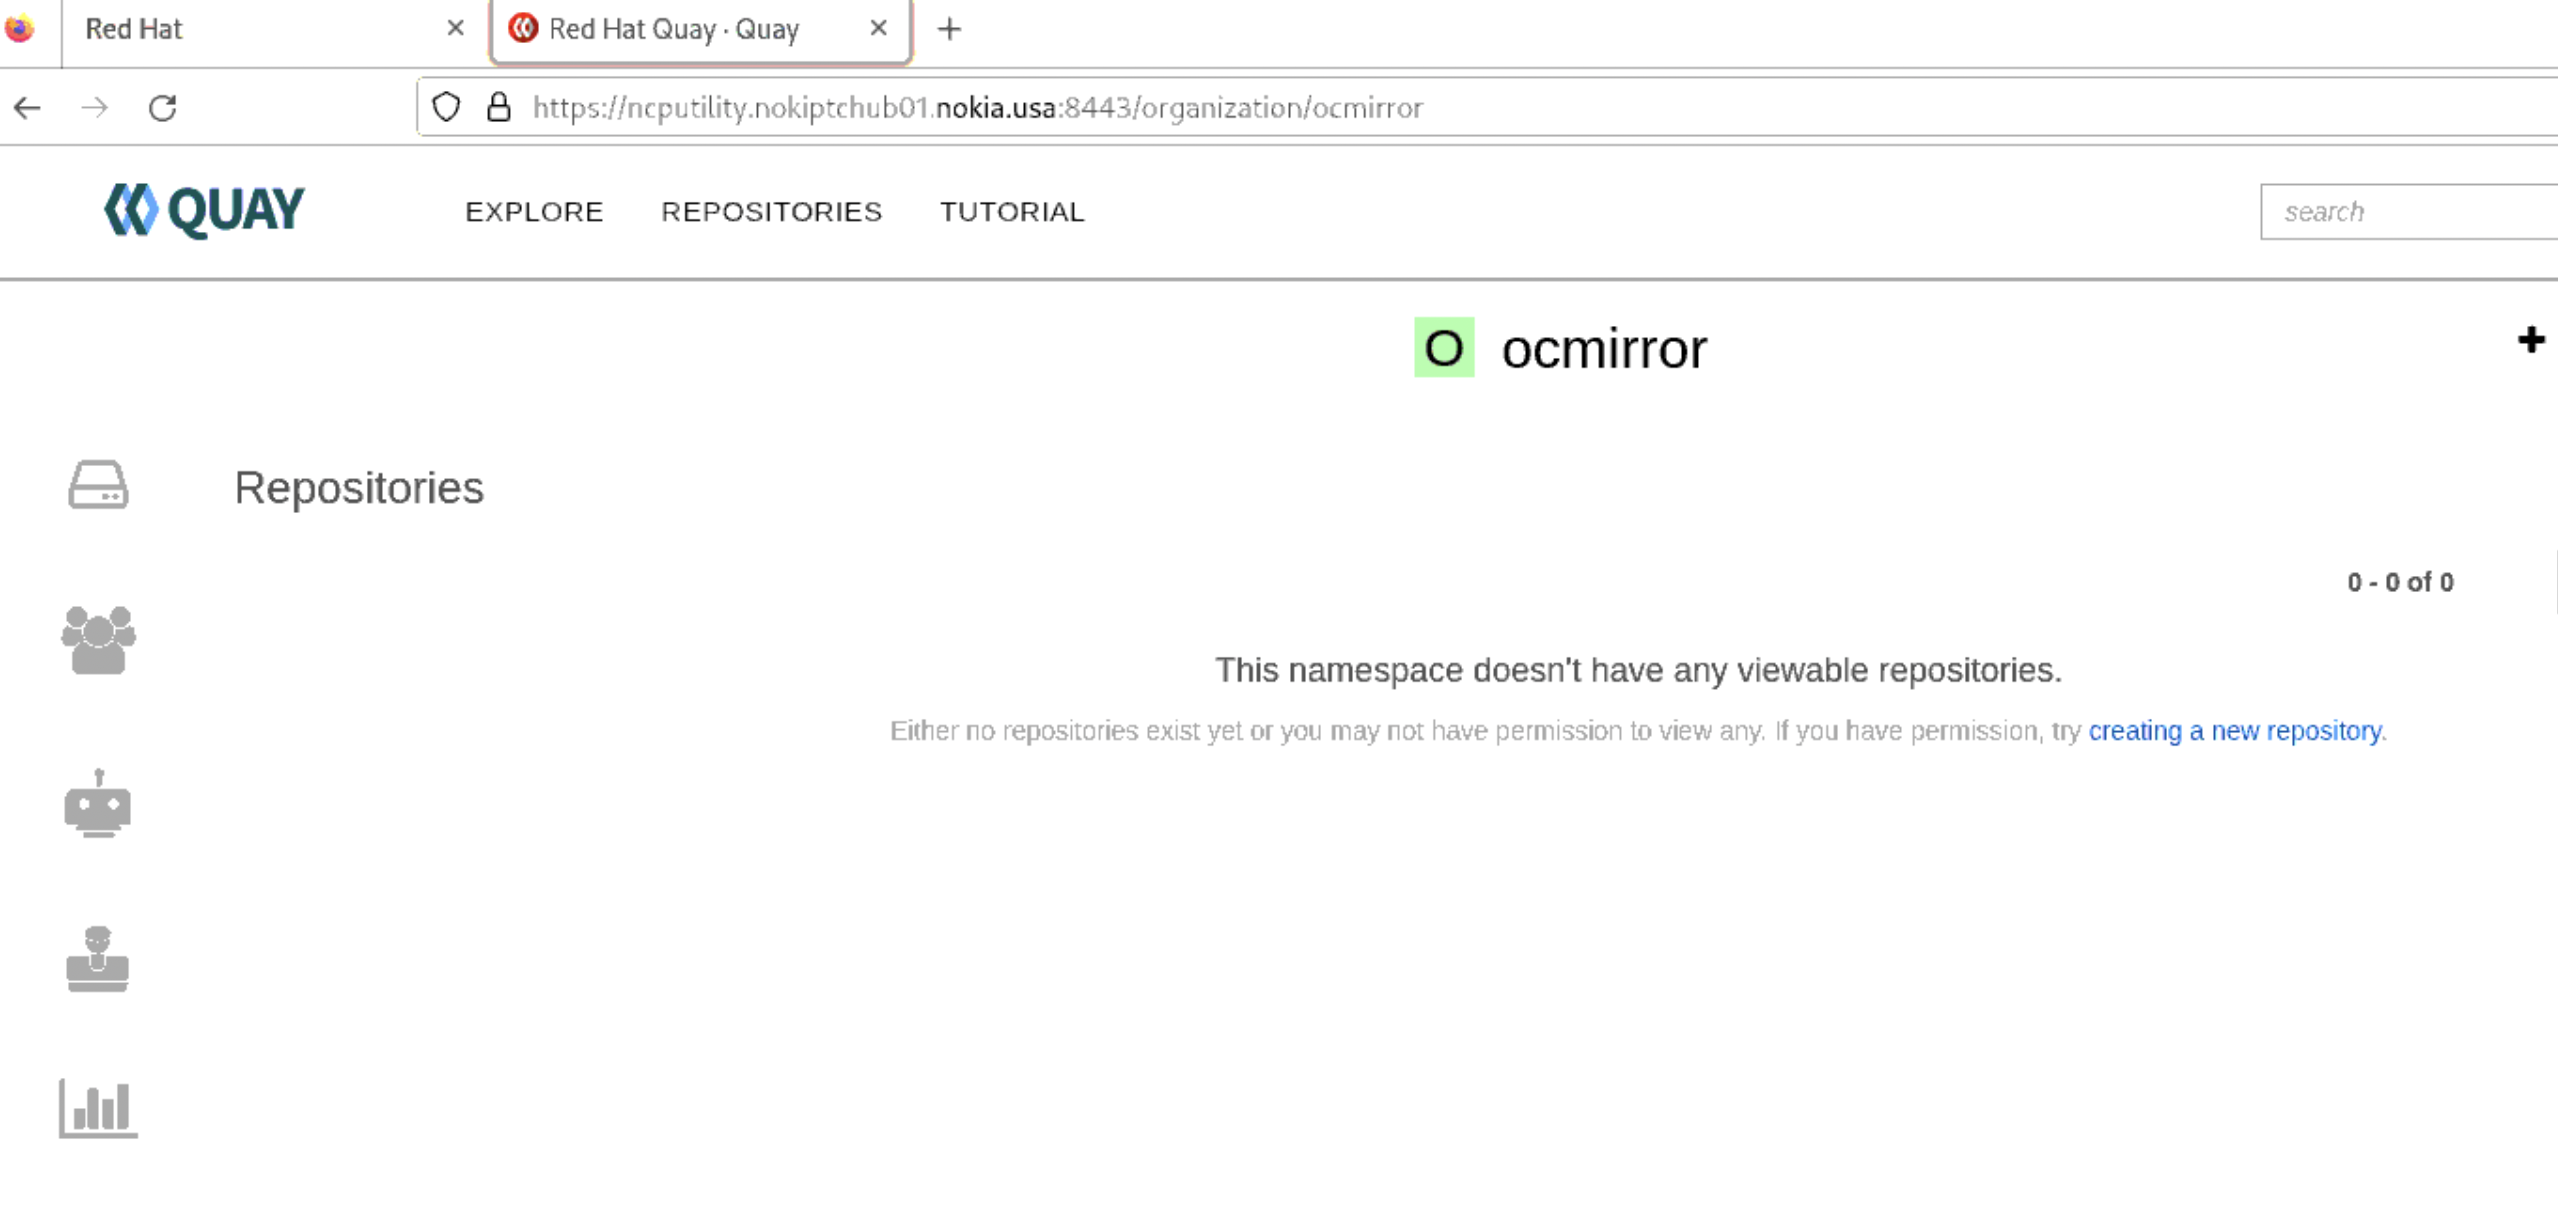 Red Hat
Red Hat Quay · Quay
https://ncputility.nokiptchub01.nokia.usa:8443/organization/ocmirror
QUAY EXPLORE REPOSITORIES TUTORIAL search
O ocmirror
Repositories
0 - 0 of 0
This namespace doesn't have any viewable repositories.
Either no repositories exist yet or you may not have permission to view any. If you have permission, try creating a new repository.